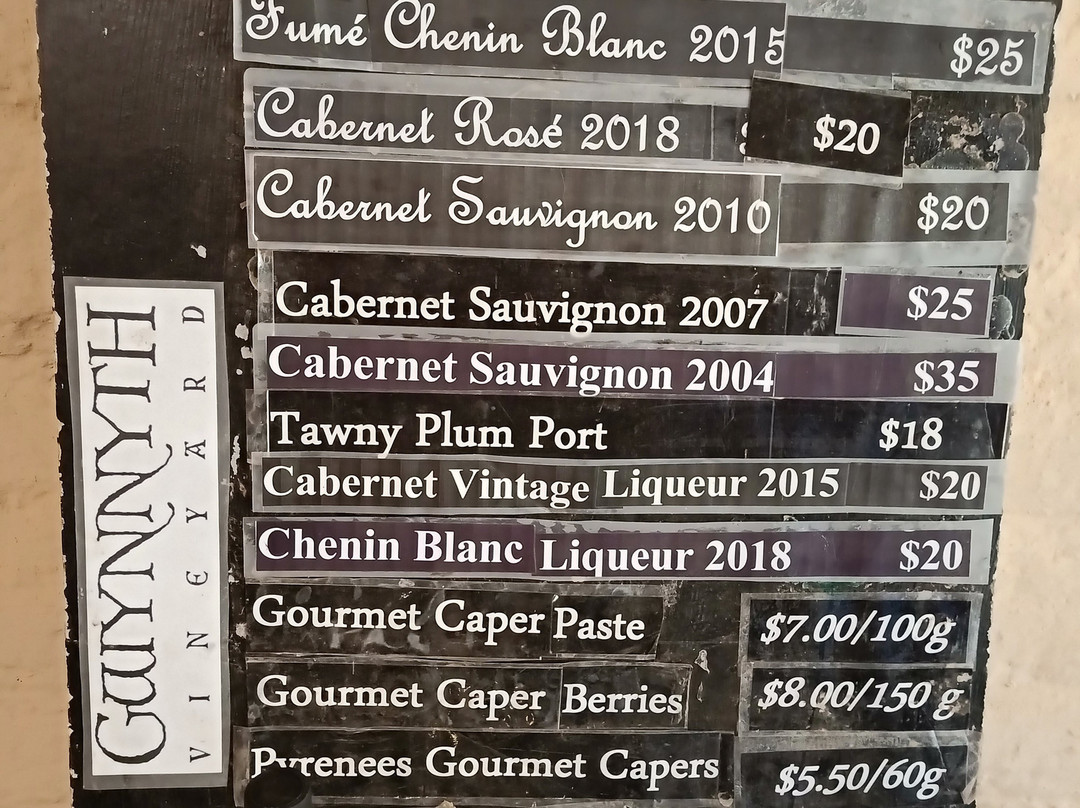 Fumé Chenin Blanc 2015 $25
Cabernet Rosé 2018 $20
Cabernet Sauvignon 2010 $20
Cabernet Sauvignon 2007 $25
Cabernet Sauvignon 2004 $35
Tawny Plum Port $18
Cabernet Vintage Liqueur 2015 $20
Chenin Blanc Liqueur 2018 $20
Gourmet Caper Paste $7.00/100g
Gourmet Caper Berries $8.00/150 g
Pyrenees Gourmet Capers $5.50/60g
GWYNNYTH
VINEYARD